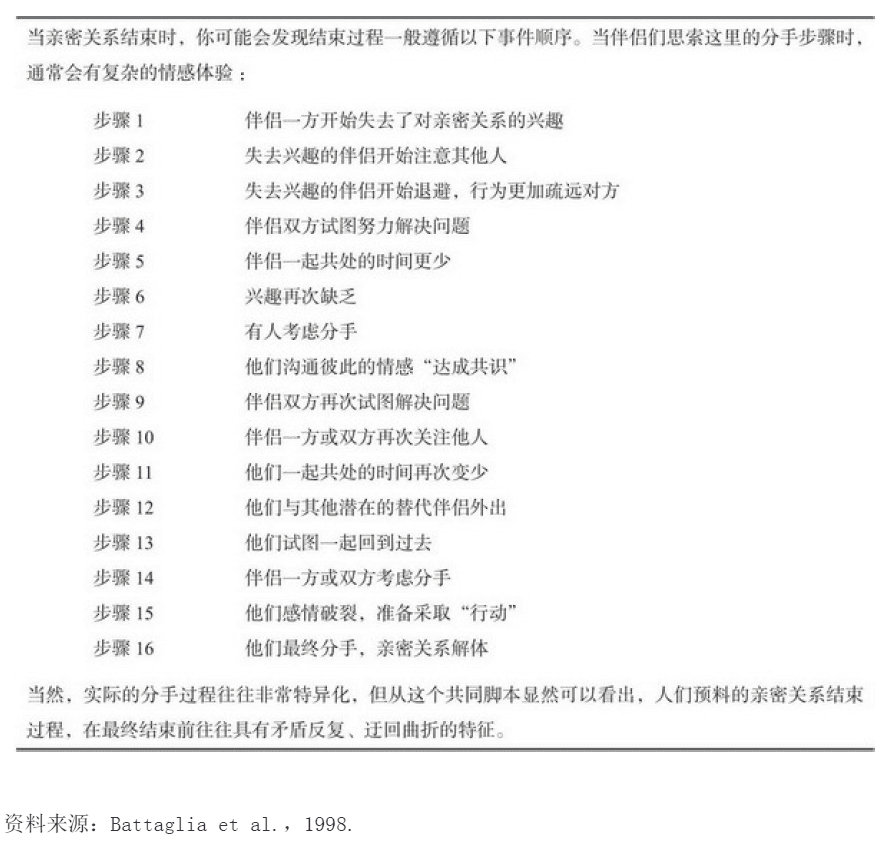 当亲密关系结束时，你可能会发现结束过程一般遵循以下事件顺序。当伴侣们思索这里的分手步骤时，
通常会有复杂的情感体验：
步骤 1 伴侣一方开始失去了对亲密关系的兴趣
步骤 2 失去兴趣的伴侣开始注意其他人
步骤 3 失去兴趣的伴侣开始退避，行为更加疏远对方
步骤 4 伴侣双方试图努力解决问题
步骤 5 伴侣一起共处的时间更少
步骤 6 兴趣再次缺乏
步骤 7 有人考虑分手
步骤 8 他们沟通彼此的情感“达成共识”
步骤 9 伴侣双方再次试图解决问题
步骤 10 伴侣一方或双方再次关注他人
步骤 11 他们一起共处的时间再次变少
步骤 12 他们与其他潜在的替代伴侣外出
步骤 13 他们试图一起回到过去
步骤 14 伴侣一方或双方考虑分手
步骤 15 他们感情破裂，准备采取“行动”
步骤 16 他们最终分手，亲密关系解体
当然，实际的分手过程往往非常特异化，但从这个共同脚本显然可以看出，人们预料的亲密关系结束
过程，在最终结束前往往具有矛盾反复、迂回曲折的特征。
资料来源：Battaglia et al.，1998.